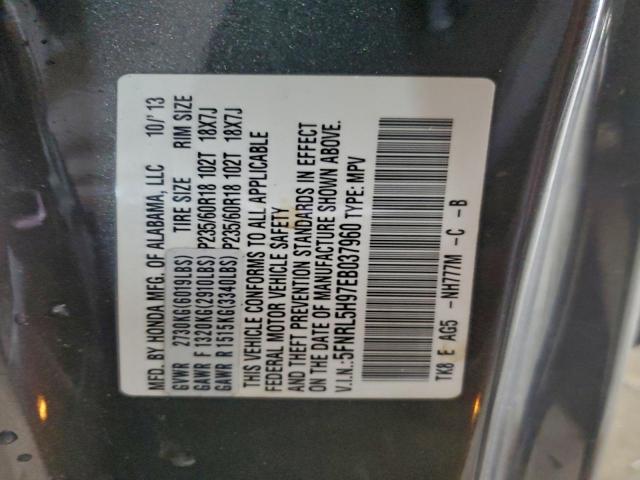 MFD. BY HONDA MFG. OF ALABAMA, LLC 10/'13
GVWR 2730KG(6019LBS) TIRE SIZE RIM SIZE
GAWR F 1320KG(2910LBS) P235/60R18 102T 18X7J
GAWR R 1515KG(3340LBS) P235/60R18 102T 18X7J
THIS VEHICLE CONFORMS TO ALL APPLICABLE
FEDERAL MOTOR VEHICLE SAFETY
AND THEFT PREVENTION STANDARDS IN EFFECT
ON THE DATE OF MANUFACTURE SHOWN ABOVE.
V.I.N.:5FNRL5H97EB037960 TYPE:MPV
TK8 E AG5 -NH777M -C -B